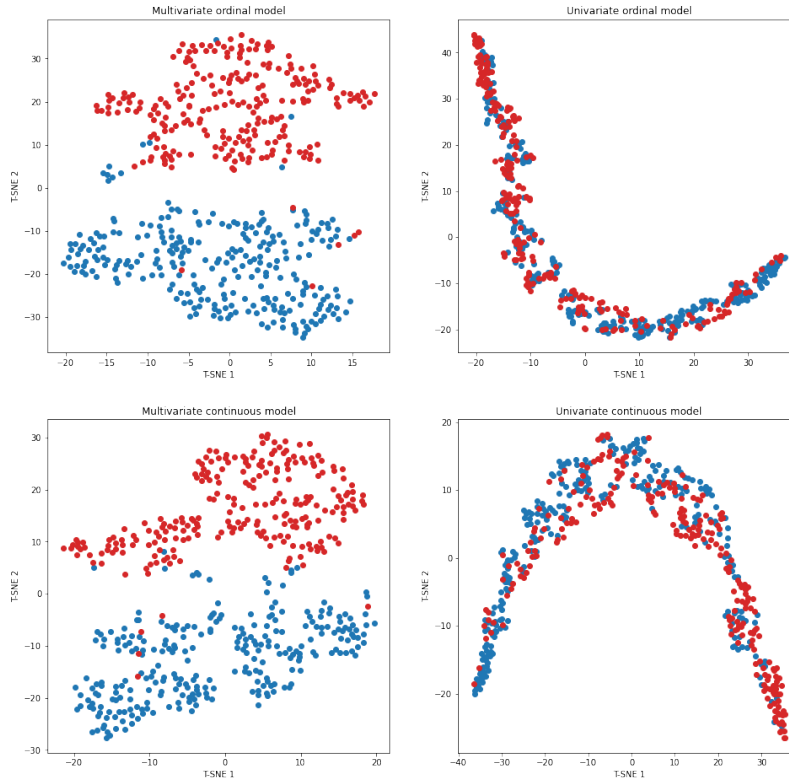 Multivariate ordinal model
30
20
10
0
−10
−20
−30
T-SNE 2
−20 −15 −10 −5 0 5 10 15
T-SNE 1
Univariate ordinal model
40
30
20
10
0
−10
−20
T-SNE 2
−20 −10 0 10 20 30
T-SNE 1
Multivariate continuous model
30
20
10
0
−10
−20
−30
T-SNE 2
−20 −10 0 10 20
T-SNE 1
Univariate continuous model
20
10
0
−10
−20
T-SNE 2
−40 −30 −20 −10 0 10 20 30
T-SNE 1